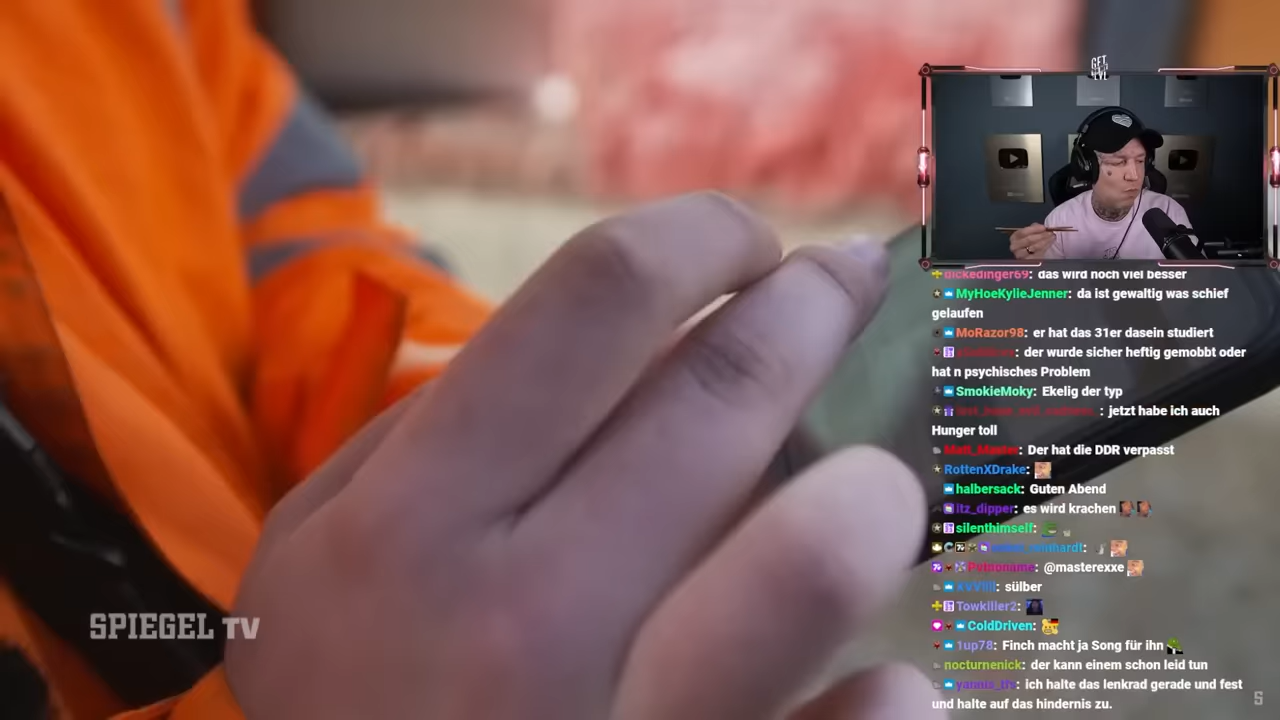 GET
dickedinger69: das wird noch viel besser
MyHoeKylieJenner: da ist gewaltig was schief
gelaufen
MoRazor98: er hat das 31er dasein studiert
: der wurde sicher heftig gemobbt oder
hat n psychisches Problem
SmokieMoky: Ekelig der typ
: jetzt habe ich auch
Hunger toll
Matt_Master: Der hat die DDR verpasst
RottenXDrake:
halbersack: Guten Abend
itz_dipper: es wird krachen
silenthimself:
: @masterexxe
: sülber
Towkiller2:
ColdDriven:
1up78: Finch macht ja Song für ihn
nocturnenick: der kann einem schon leid tun
: ich halte das lenkrad gerade und fest
und halte auf das hindernis zu.
SPIEGEL TV
S